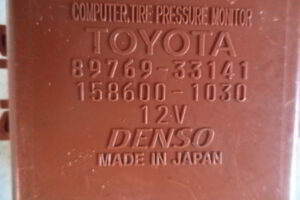 COMPUTER,TIRE PRESSURE MONITOR
TOYOTA
89769-33141
158600-1030
12V
DENSO
MADE IN JAPAN